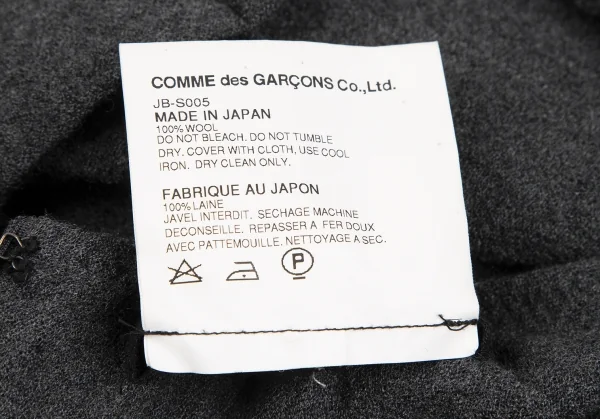 COMME des GARÇONS Co.,Ltd.
JB-S005
MADE IN JAPAN
100% WOOL
DO NOT BLEACH. DO NOT TUMBLE
DRY. COVER WITH CLOTH, USE COOL
IRON. DRY CLEAN ONLY.
FABRIQUE AU JAPON
100% LAINE
JAVEL INTERDIT. SECHAGE MACHINE
DECONSEILLE. REPASSER A FER DOUX
AVEC PATTEMOUILLE. NETTOYAGE A SEC.
P